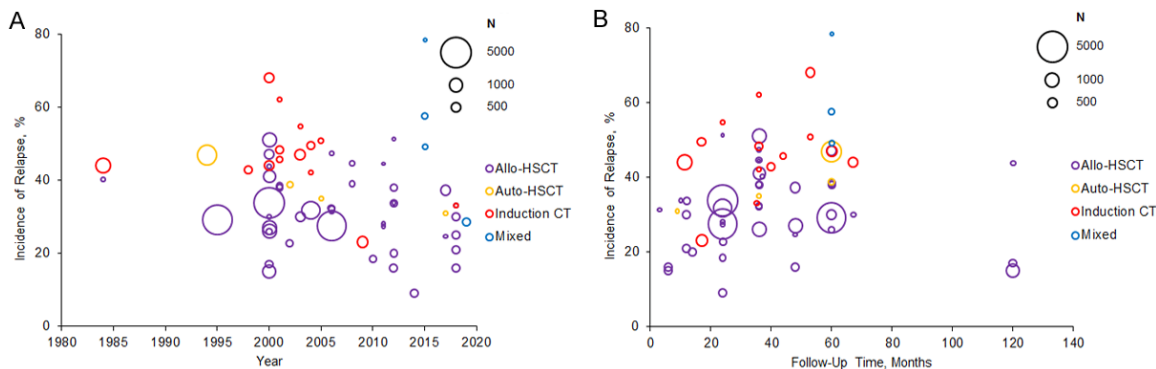 A
Incidence of Relapse, %
80
60
40
20
0
1980
1985
1990
1995
2000
2005
2010
2015
2020
Year
N
5000
1000
500
Allo-HSCT
Auto-HSCT
Induction CT
Mixed
B
Incidence of Relapse, %
80
60
40
20
0
0
20
40
60
80
100
120
140
Follow-Up Time, Months
N
5000
1000
500
Allo-HSCT
Auto-HSCT
Induction CT
Mixed